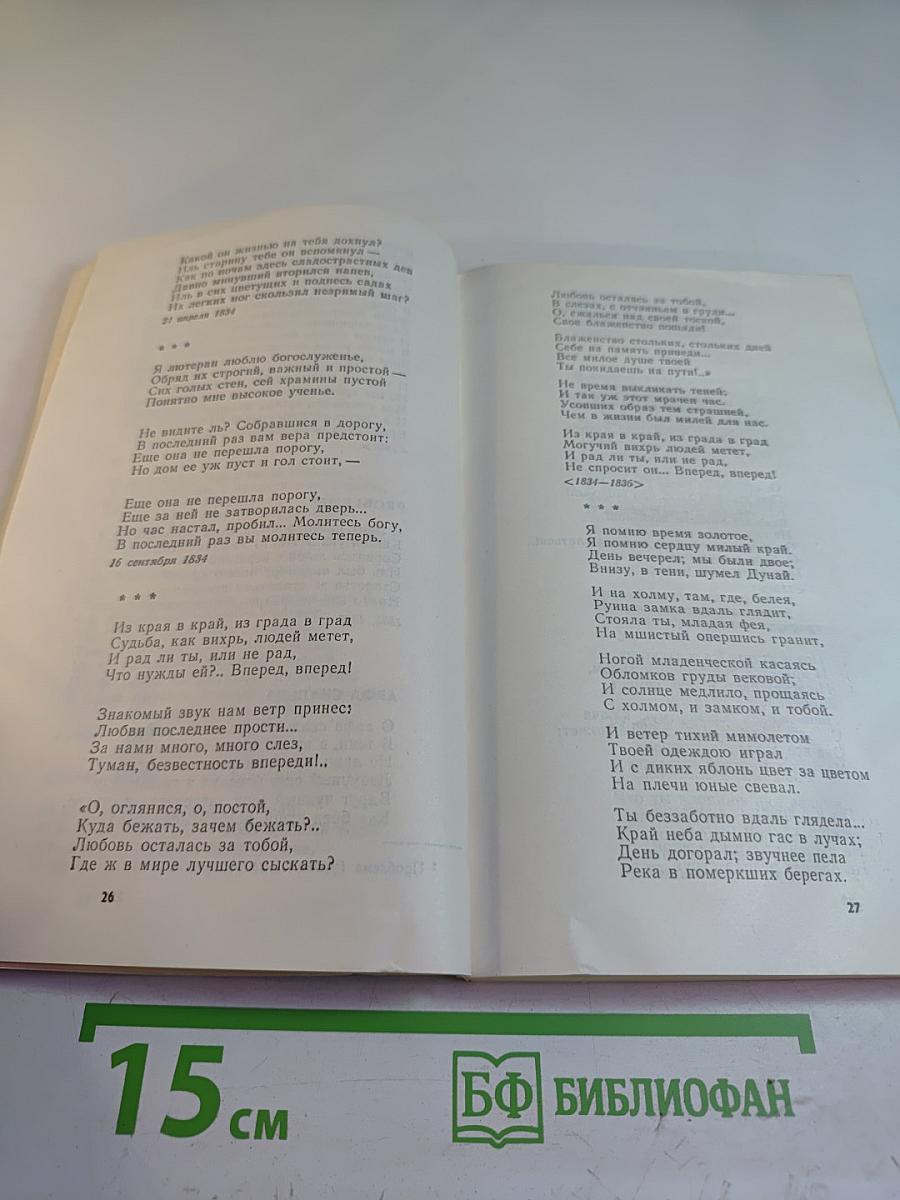 Какой он жизнью на тебя дохнул?
Иль старину тебе он вспомянул —
Как по ночам здесь сладострастных дев
Давно минувший вторился напев,
Иль в сих цветущих и поднесь садах
Их легких ног скользил незримый шаг?
21 апреля 1834
* * *
Я лютеран люблю богослуженье,
Обряд их строгий, важный и простой —
Сих голых стен, сей храмины пустой
Понятно мне высокое ученье.
Не видите ль? Собравшися в дорогу,
В последний раз вам вера предстоит:
Еще она не перешла порогу,
Но дом ее уж пуст и гол стоит, —
Еще она не перешла порогу,
Еще за ней не затворилась дверь...
Но час настал, пробил... Молитесь богу,
В последний раз вы молитесь теперь.
16 сентября 1834
* * *
Из края в край, из града в град
Судьба, как вихрь, людей метет,
И рад ли ты, или не рад,
Что нужды ей?.. Вперед, вперед!
Знакомый звук нам ветр принес:
Любви последнее прости...
За нами много, много слез,
Туман, безвестность впереди!..
«О, оглянися, о, постой,
Куда бежать, зачем бежать?..
Любовь осталась за тобой,
Где ж в мире лучшего сыскать?
26
Любовь осталась за тобой,
В слезах, с отчаяньем в груди...
О, сжалься над своей тоской,
Свое блаженство пощади!
Блаженство стольких, стольких дней
Себе на память приведи...
Все милое душе твоей
Ты покидаешь на пути!..»
Не время выкликать теней:
И так уж этот мрачен час.
Усопших образ тем страшней,
Чем в жизни был милей для нас.
Из края в край, из града в град
Могучий вихрь людей метет,
И рад ли ты, или не рад,
Не спросит он... Вперед, вперед!
<1834—1836>
* * *
Я помню время золотое,
Я помню сердцу милый край.
День вечерел; мы были двое;
Внизу, в тени, шумел Дунай.
И на холму, там, где, белея,
Руина замка вдаль глядит,
Стояла ты, младая фея,
На мшистый опершись гранит,
Ногой младенческой касаясь
Обломков груды вековой;
И солнце медлило, прощаясь
С холмом, и замком, и тобой.
И ветер тихий мимолетом
Твоей одеждою играл
И с диких яблонь цвет за цветом
На плечи юные свевал.
Ты беззаботно вдаль глядела...
Край неба дымно гас в лучах;
День догорал; звучнее пела
Река в померкших берегах.
27
15 см
БФ БИБЛИОФАН